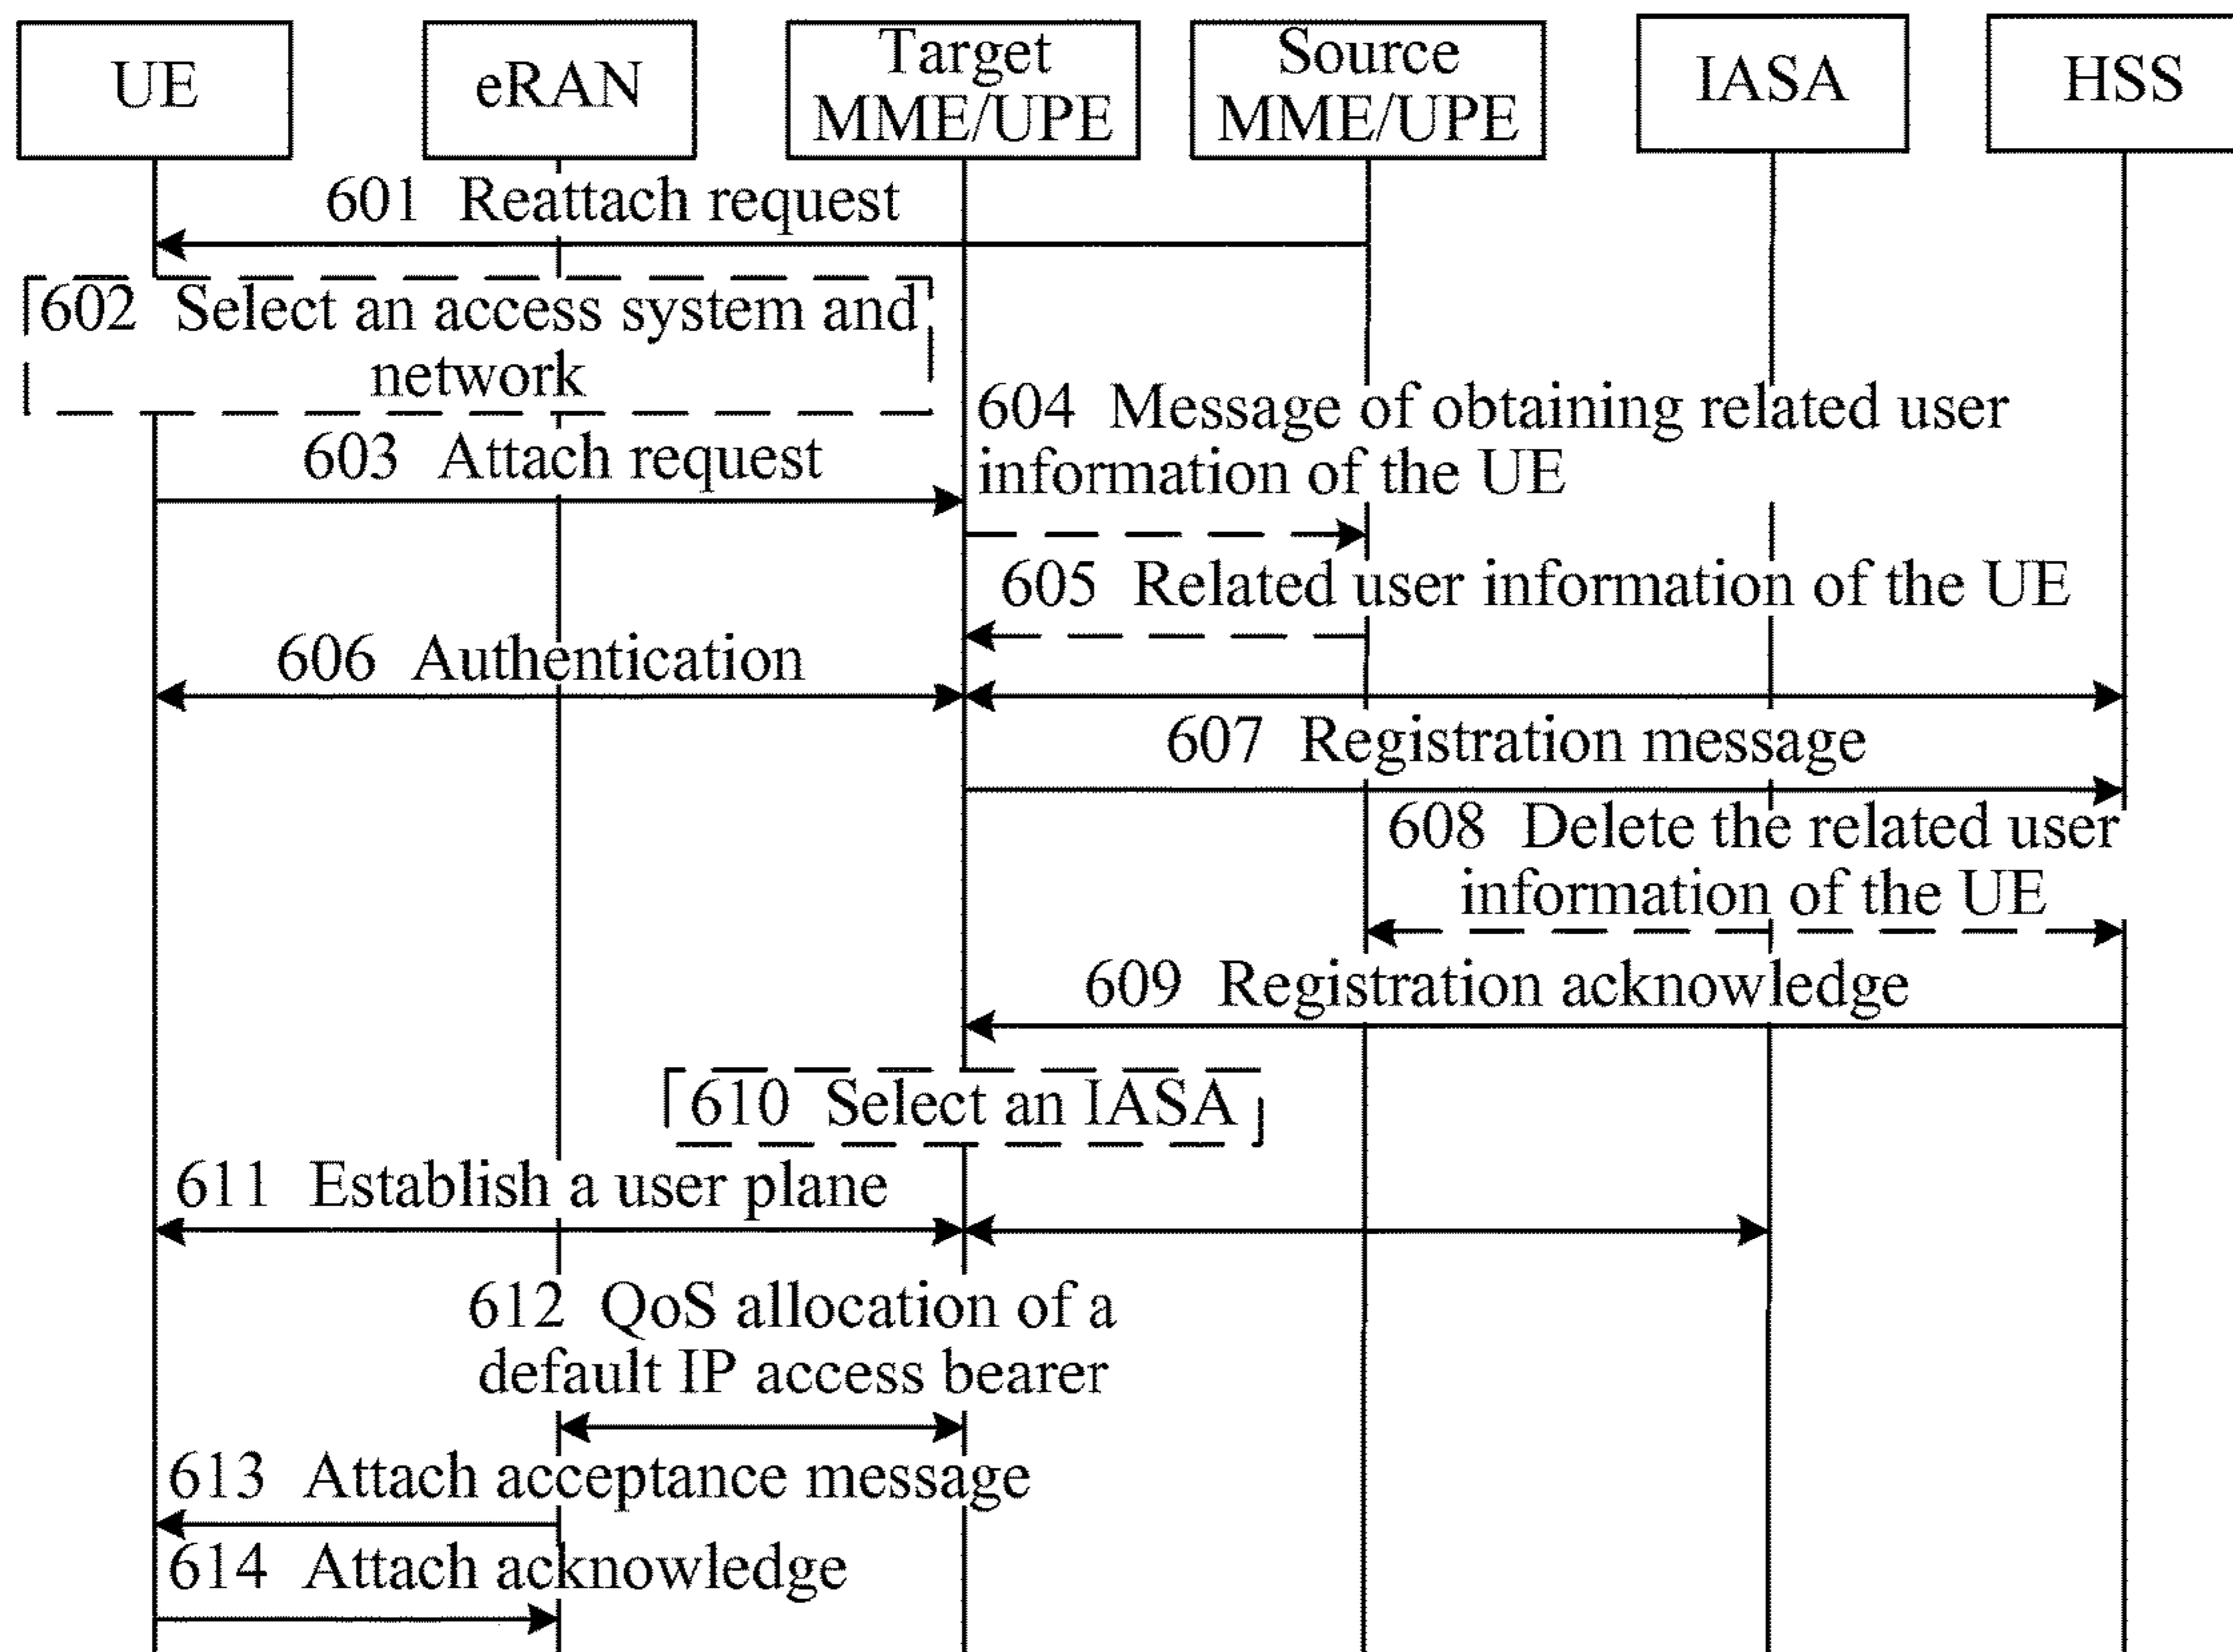 UE
eRAN
Target
MME/UPE
Source
MME/UPE
IASA
HSS
601 Reattach request
602 Select an access system and
network
603 Attach request
604 Message of obtaining related user
information of the UE
605 Related user information of the UE
606 Authentication
607 Registration message
608 Delete the related user
information of the UE
609 Registration acknowledge
610 Select an IASA
611 Establish a user plane
612 QoS allocation of a
default IP access bearer
613 Attach acceptance message
614 Attach acknowledge